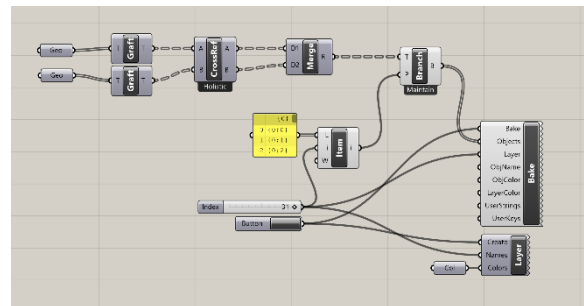 Geo
T
Graft
T
A
B
CrossRef
A
B
Holistic
D1
D2
Merge
R
T
P
Branch
B
Maintain
Geo
T
Graft
T
{0}
0 {0;0}
1 {0;1}
2 {0;2}
L
i
W
Item
i
Index
31
Button
Bake
Objects
Layer
ObjName
ObjColor
LayerColor
UserStrings
UserKeys
Bake
Create
Names
Colors
Layer
Col